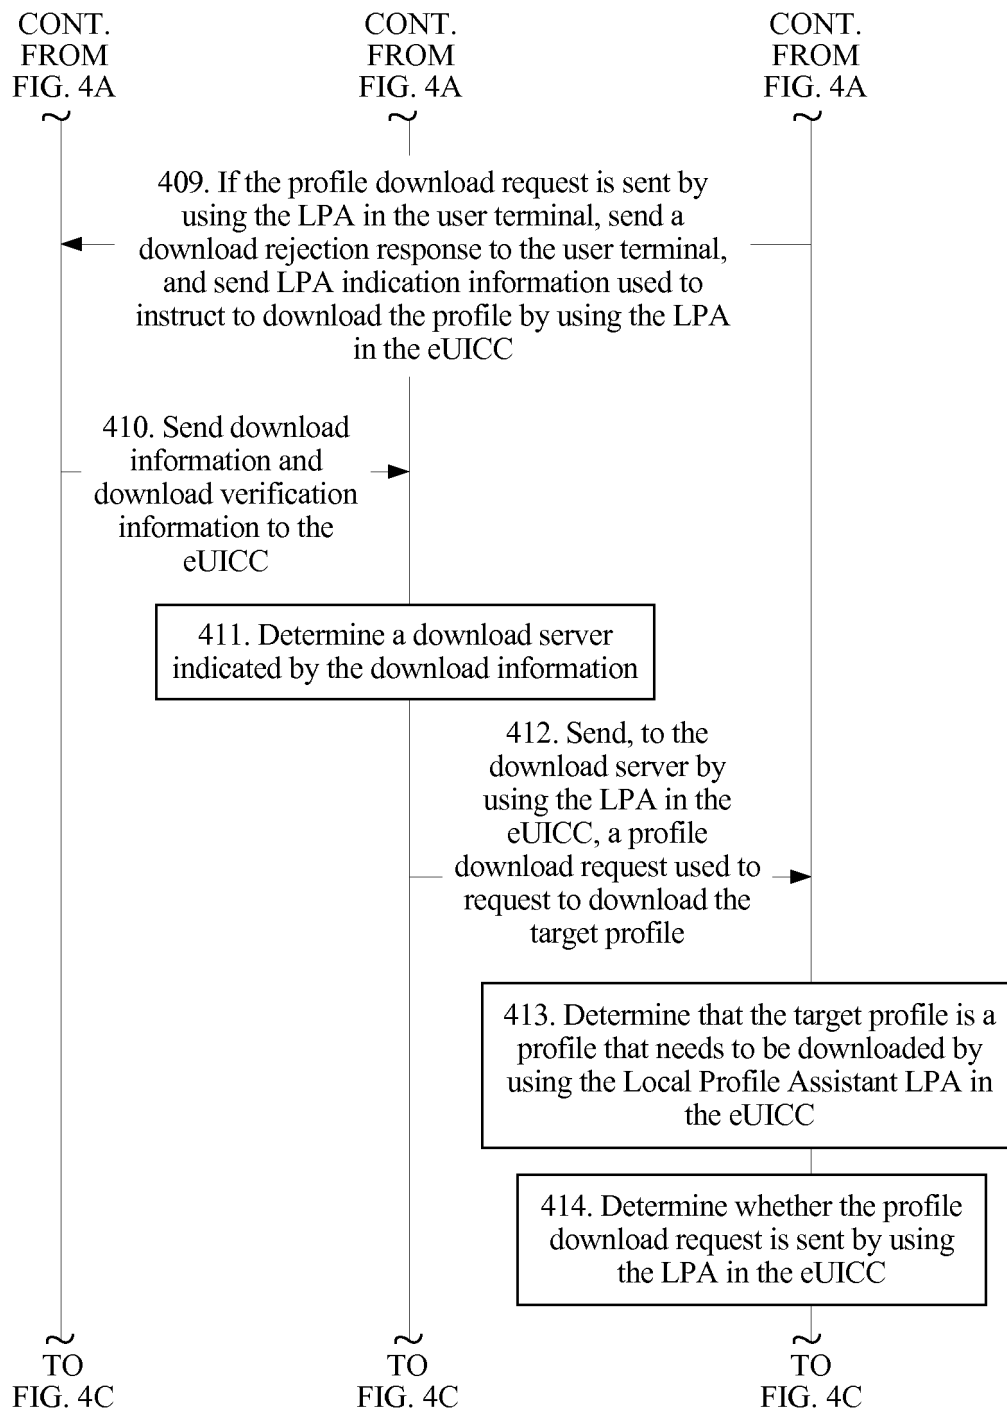 CONT.
FROM
FIG. 4A
CONT.
FROM
FIG. 4A
CONT.
FROM
FIG. 4A
409. If the profile download request is sent by
using the LPA in the user terminal, send a
download rejection response to the user terminal,
and send LPA indication information used to
instruct to download the profile by using the LPA
in the eUICC
410. Send download
information and
download verification
information to the
eUICC
411. Determine a download server
indicated by the download information
412. Send, to the
download server by
using the LPA in the
eUICC, a profile
download request used to
request to download the
target profile
413. Determine that the target profile is a
profile that needs to be downloaded by
using the Local Profile Assistant LPA in
the eUICC
414. Determine whether the profile
download request is sent by using
the LPA in the eUICC
TO
FIG. 4C
TO
FIG. 4C
TO
FIG. 4C